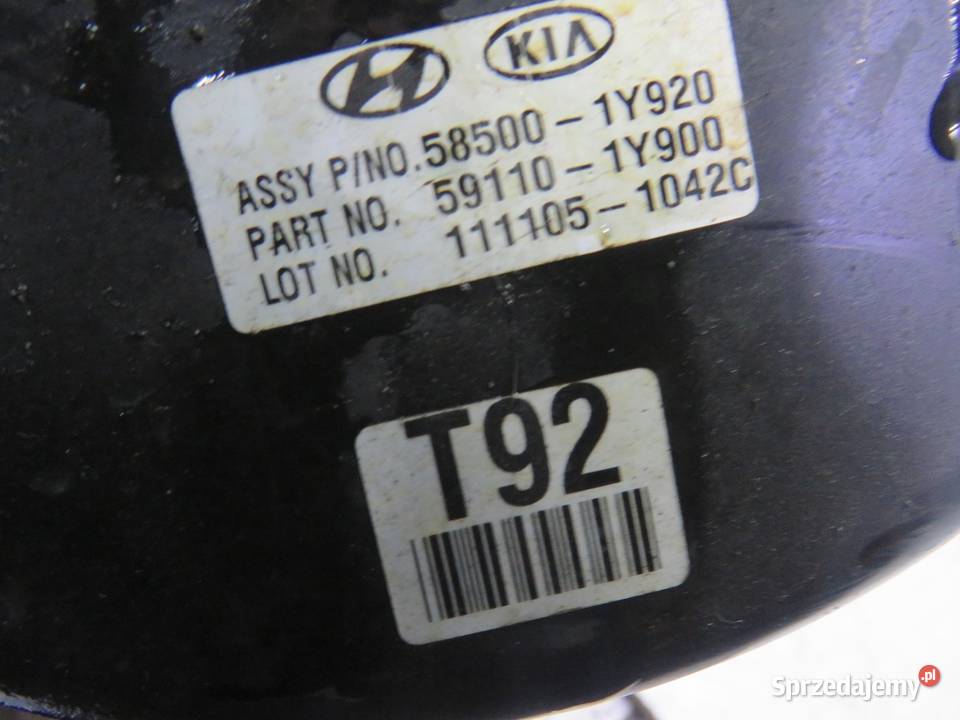 KIA
ASSY P/NO.58500-1Y920
PART NO. 59110-1Y900
LOT NO. 111105-1042C
T92
Sprzedajemy.pl